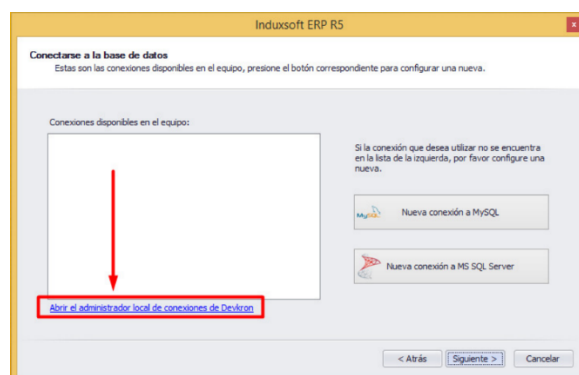 Induxsoft ERP R5
x
Conectarse a la base de datos
Estas son las conexiones disponibles en el equipo, presione el botón correspondiente para configurar una nueva.
Conexiones disponibles en el equipo:
Si la conexión que desea utilizar no se encuentra
en la lista de la izquierda, por favor configure una
nueva.
MySQL
Nueva conexión a MySQL
Nueva conexión a MS SQL Server
Abrir el administrador local de conexiones de Devkron
< Atrás
Siguiente >
Cancelar